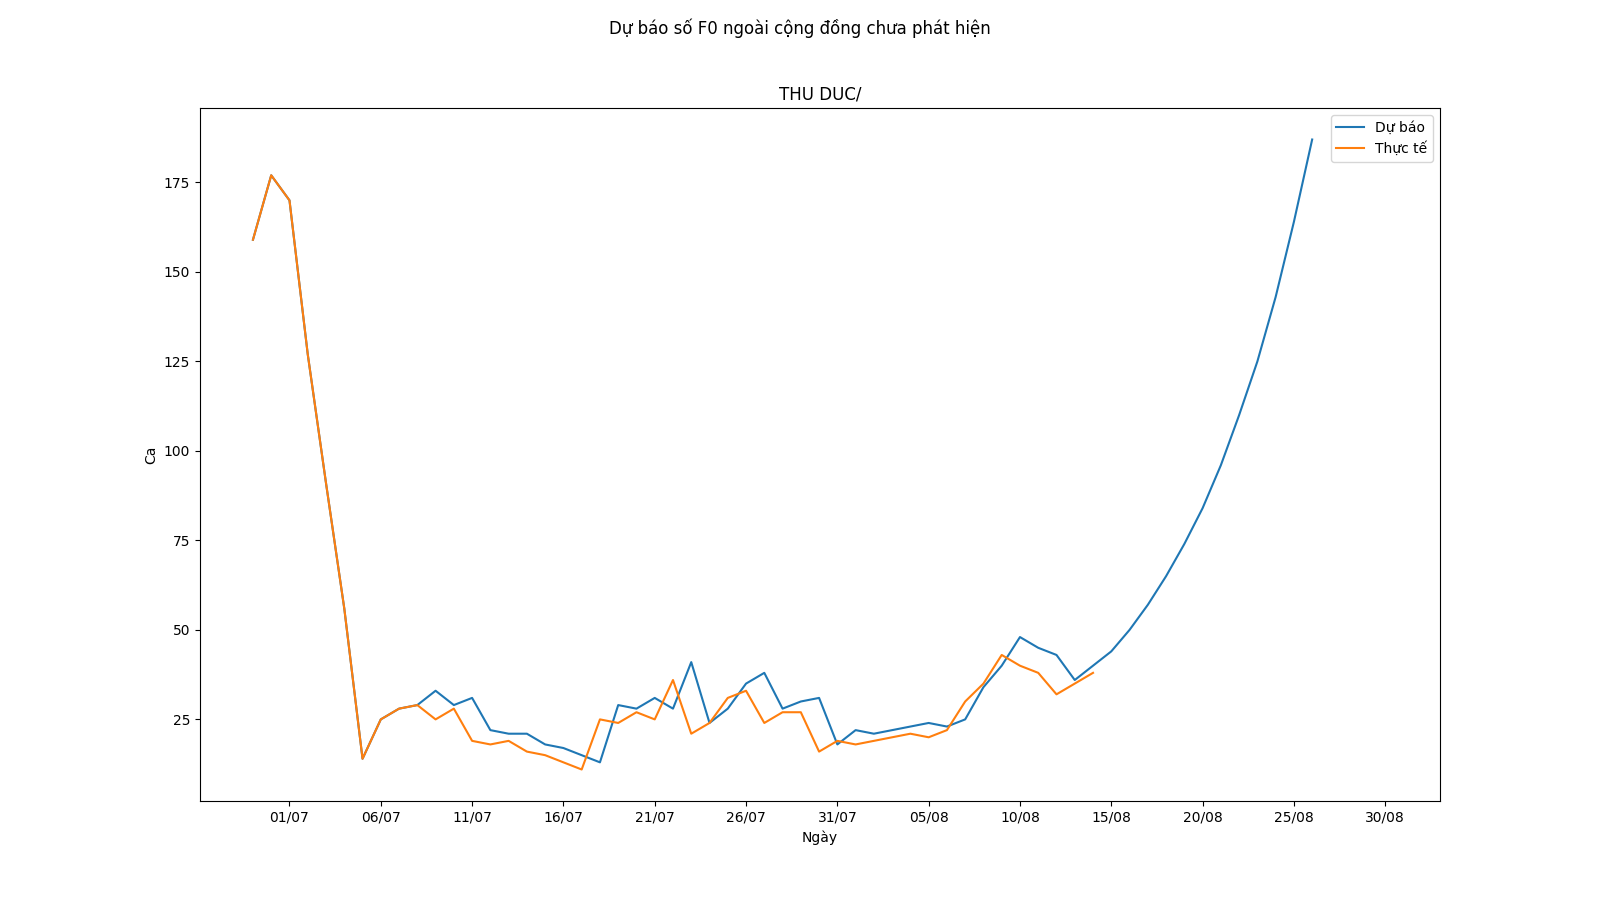 Dự báo số F0 ngoài cộng đồng chưa phát hiện
THU DUC/
Dự báo
Thực tế
175
150
125
100
75
50
25
Ca
01/07 06/07 11/07 16/07 21/07 26/07 31/07 05/08 10/08 15/08 20/08 25/08 30/08
Ngày